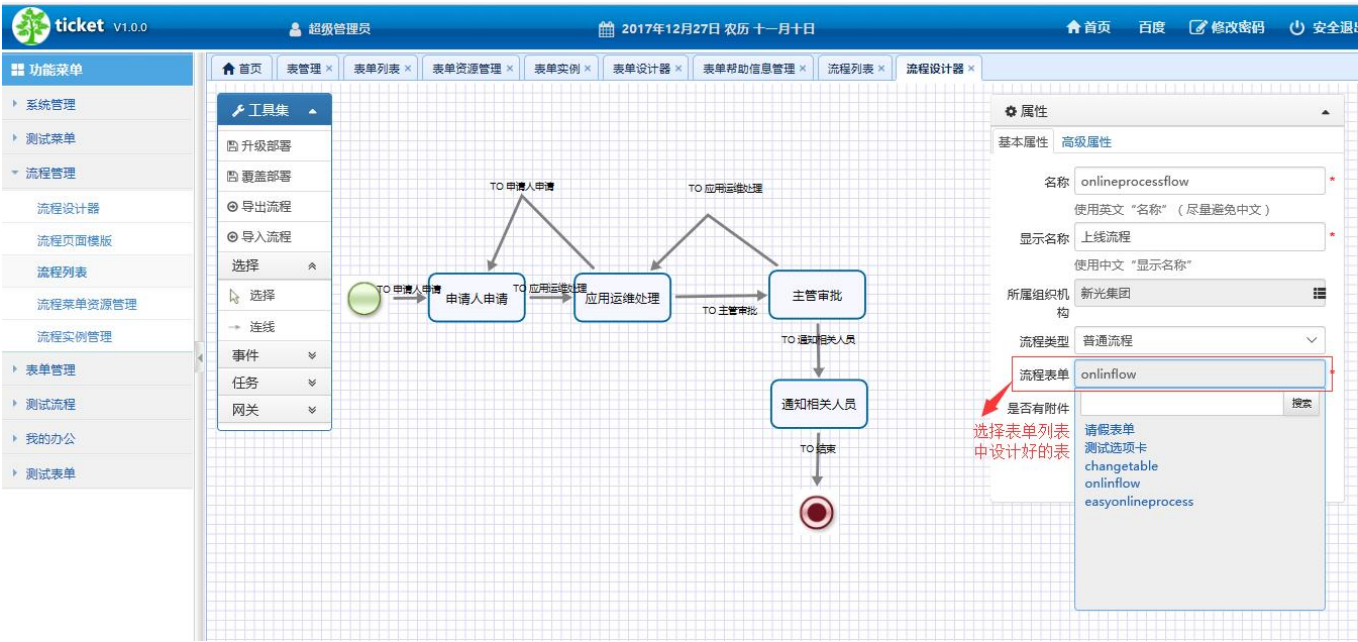 ticket V1.0.0
超级管理员
2017年12月27日 农历 十一月十日
首页
百度
修改密码
安全退出
功能菜单
系统管理
测试菜单
流程管理
流程设计器
流程页面模版
流程列表
流程菜单资源管理
流程实例管理
表单管理
测试流程
我的办公
测试表单
首页
表管理 ×
表单列表 ×
表单资源管理 ×
表单实例 ×
表单设计器 ×
表单帮助信息管理 ×
流程列表 ×
流程设计器 ×
工具集
升级部署
覆盖部署
导出流程
导入流程
选择
选择
连线
事件
任务
网关
TO 申请人申请
TO 应用运维处理
TO 申请人申请
申请人申请
TO 应用运维处理
应用运维处理
TO 主管审批
主管审批
TO 通知相关人员
通知相关人员
TO 结束
属性
基本属性
高级属性
名称
onlineprocessflow
*
使用英文“名称”（尽量避免中文）
显示名称
上线流程
*
使用中文“显示名称”
所属组织机
构
新光集团
流程类型
普通流程
流程表单
onlinflow
*
是否有附件
搜索
选择表单列表
中设计好的表
请假表单
测试选项卡
changetable
onlinflow
easyonlineprocess